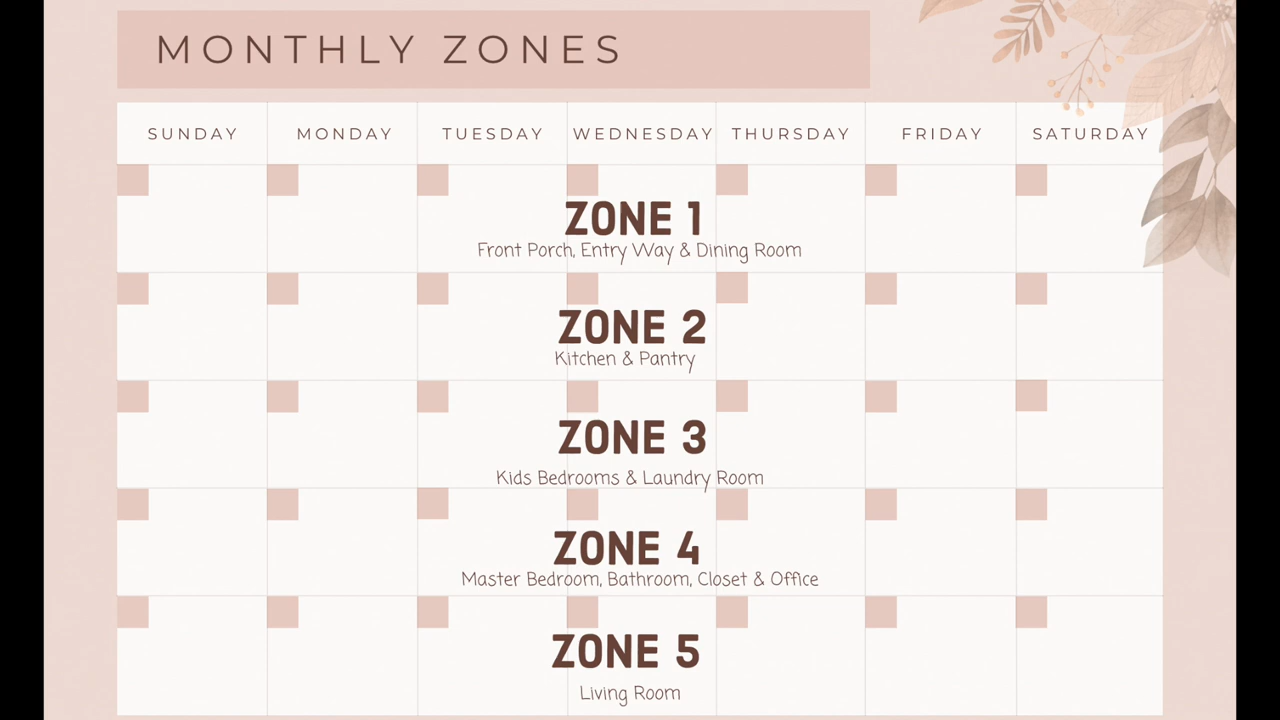 MONTHLY ZONES
SUNDAY MONDAY TUESDAY WEDNESDAY THURSDAY FRIDAY SATURDAY
ZONE 1
Front Porch, Entry Way & Dining Room
ZONE 2
Kitchen & Pantry
ZONE 3
Kids Bedrooms & Laundry Room
ZONE 4
Master Bedroom, Bathroom, Closet & Office
ZONE 5
Living Room